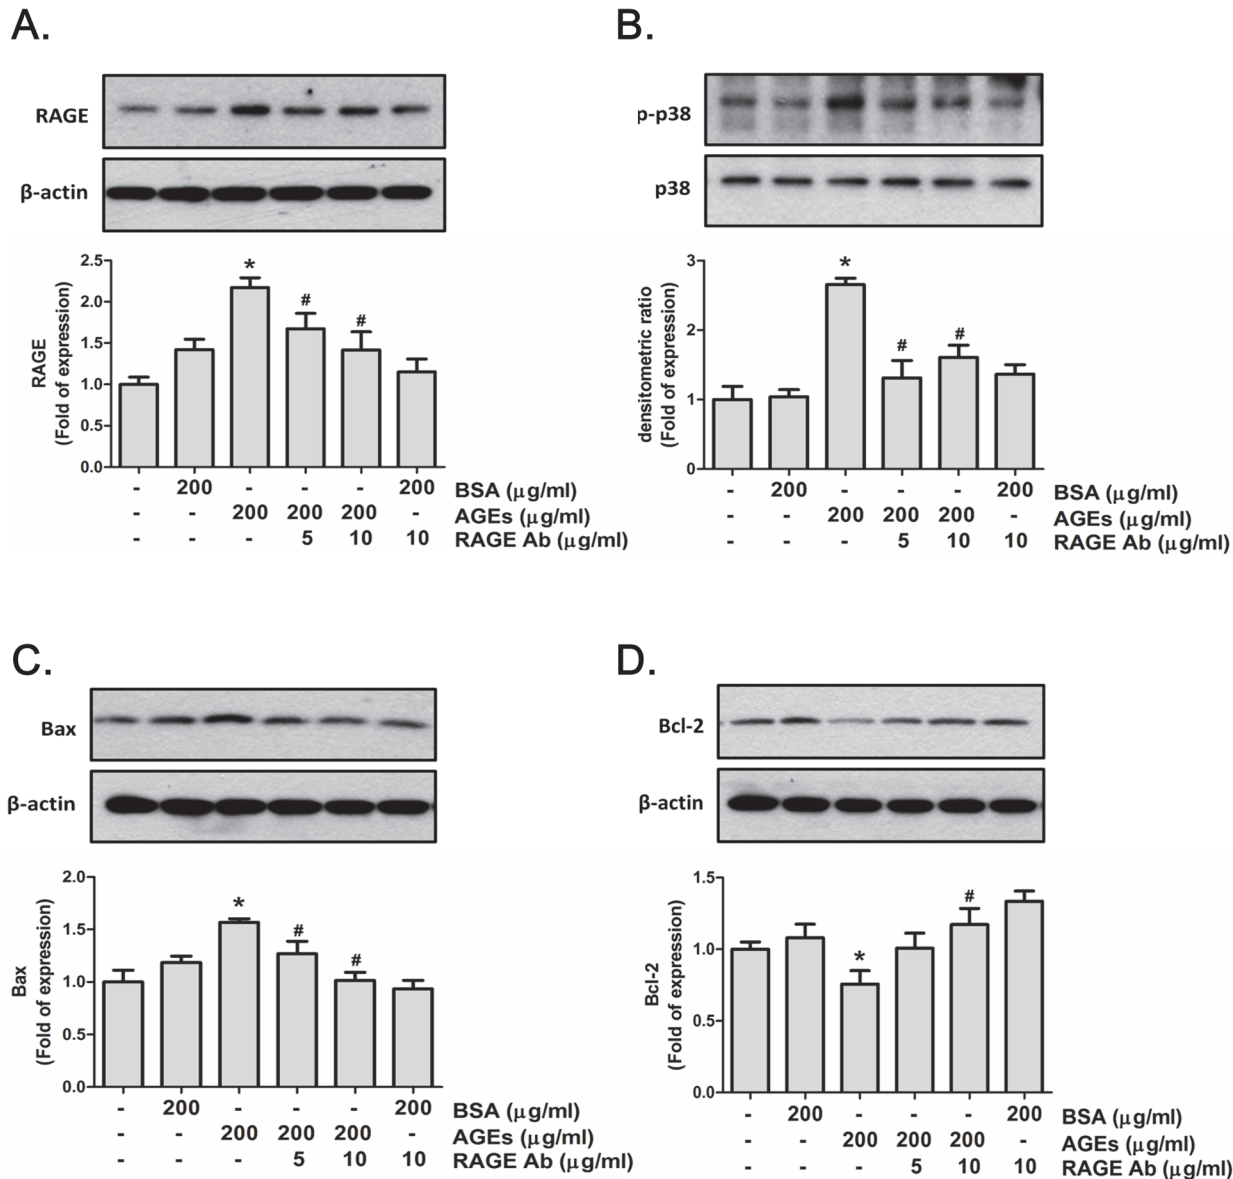 A.
RAGE
β-actin
RAGE
(Fold of expression)
2.5
2.0
1.5
1.0
0.5
0.0
*
#
#
- 200 - - - 200 BSA (μg/ml)
- - 200 200 200 - AGEs (μg/ml)
- - - 5 10 10 RAGE Ab (μg/ml)
B.
p-p38
p38
densitometric ratio
(Fold of expression)
3
2
1
0
*
#
#
- 200 - - - 200 BSA (μg/ml)
- - 200 200 200 - AGEs (μg/ml)
- - - 5 10 10 RAGE Ab (μg/ml)
C.
Bax
β-actin
Bax
(Fold of expression)
2.0
1.5
1.0
0.5
0.0
*
#
#
- 200 - - - 200 BSA (μg/ml)
- - 200 200 200 - AGEs (μg/ml)
- - - 5 10 10 RAGE Ab (μg/ml)
D.
Bcl-2
β-actin
Bcl-2
(Fold of expression)
1.5
1.0
0.5
0.0
*
#
- 200 - - - 200 BSA (μg/ml)
- - 200 200 200 - AGEs (μg/ml)
- - - 5 10 10 RAGE Ab (μg/ml)